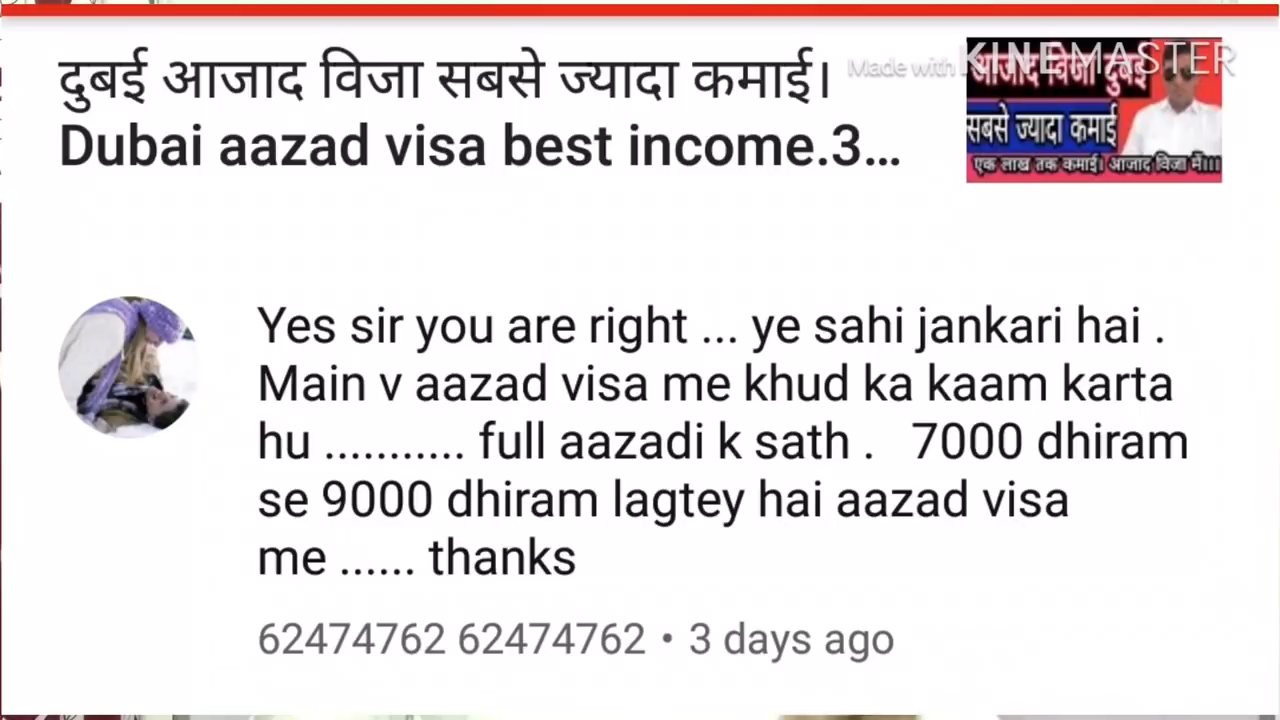 दुबई आजाद विजा सबसे ज्यादा कमाई।
Dubai aazad visa best income.3...
Made with KINEMASTER
आजाद विजा दुबई
सबसे ज्यादा कमाई
एक लाख तक कमाई। आजाद विजा में।।।
Yes sir you are right ... ye sahi jankari hai .
Main v aazad visa me khud ka kaam karta
hu ........... full aazadi k sath . 7000 dhiram
se 9000 dhiram lagtey hai aazad visa
me ...... thanks
62474762 62474762 • 3 days ago